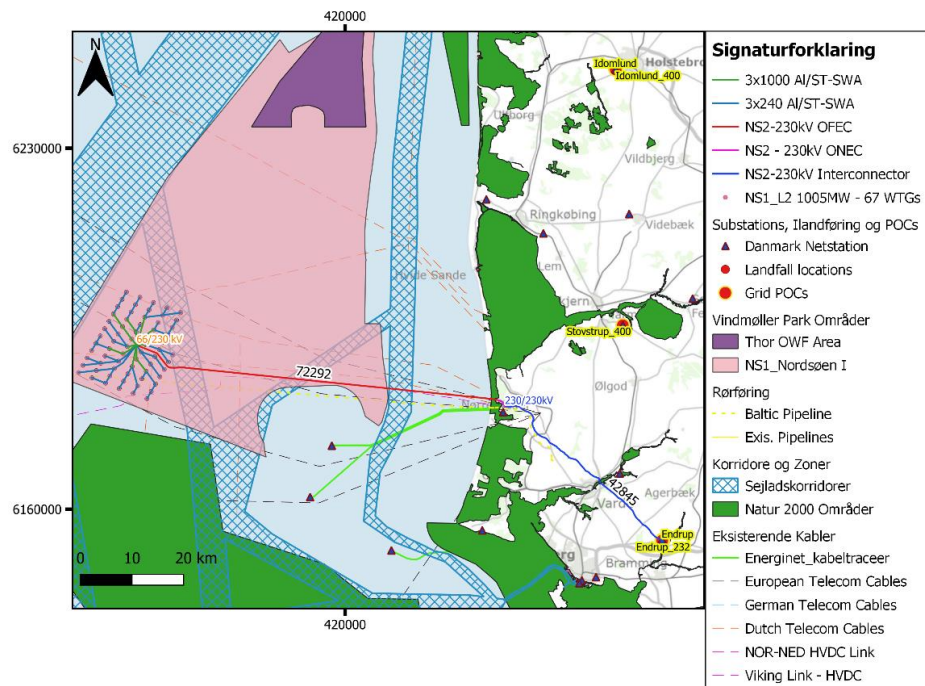 420000
N
Idomlund
Holstebro
Idomlund_400
Ulborg
6230000
Vildbjerg
Ringkøbing
Videbæk
Lem
Hvide Sande
kjern
Stovstrup_400
66/230 kV
72292
Ølgod
230/230kV
42845
Agerbæk
Varde
6160000
Endrup
Endrup_232
Bramming
0 10 20 km
420000
Signaturforklaring
3x1000 Al/ST-SWA
3x240 Al/ST-SWA
NS2-230kV OFEC
NS2 - 230kV ONEC
NS2-230kV Interconnector
NS1_L2 1005MW - 67 WTGs
Substations, Ilandføring og POCs
Danmark Netstation
Landfall locations
Grid POCs
Vindmøller Park Områder
Thor OWF Area
NS1_Nordsøen I
Rørføring
Baltic Pipeline
Exis. Pipelines
Korridore og Zoner
Sejladskorridorer
Natur 2000 Områder
Eksisterende Kabler
Energinet_kabeltraceer
European Telecom Cables
German Telecom Cables
Dutch Telecom Cables
NOR-NED HVDC Link
Viking Link - HVDC